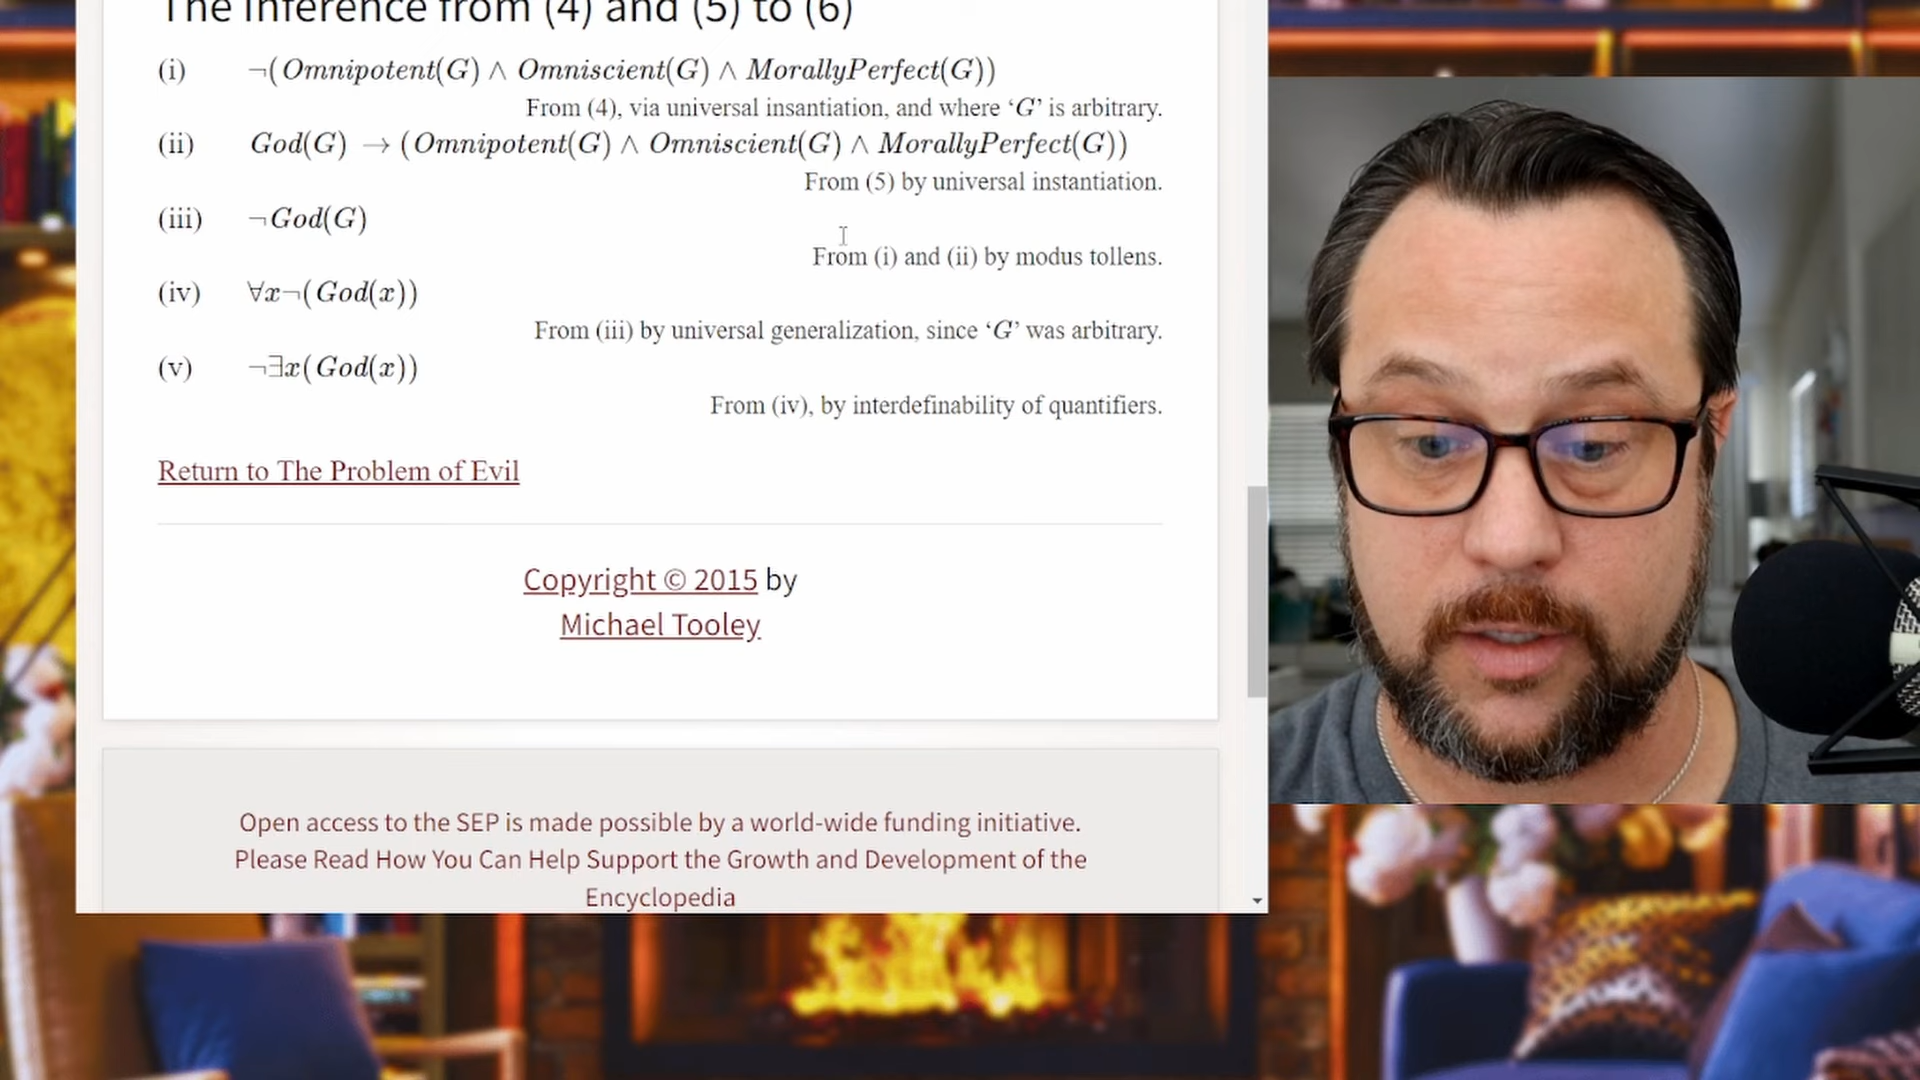 The Inference from (4) and (5) to (6)
(i) ¬(Omnipotent(G) ∧ Omniscient(G) ∧ MorallyPerfect(G))
From (4), via universal insantiation, and where ‘G’ is arbitrary.
(ii) God(G) → (Omnipotent(G) ∧ Omniscient(G) ∧ MorallyPerfect(G))
From (5) by universal instantiation.
(iii) ¬God(G)
From (i) and (ii) by modus tollens.
(iv) ∀x¬(God(x))
From (iii) by universal generalization, since ‘G’ was arbitrary.
(v) ¬∃x(God(x))
From (iv), by interdefinability of quantifiers.
Return to The Problem of Evil
Copyright © 2015 by
Michael Tooley
Open access to the SEP is made possible by a world-wide funding initiative.
Please Read How You Can Help Support the Growth and Development of the
Encyclopedia